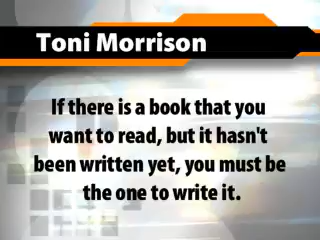 Toni Morrison
If there is a book that you
want to read, but it hasn't
been written yet, you must be
the one to write it.